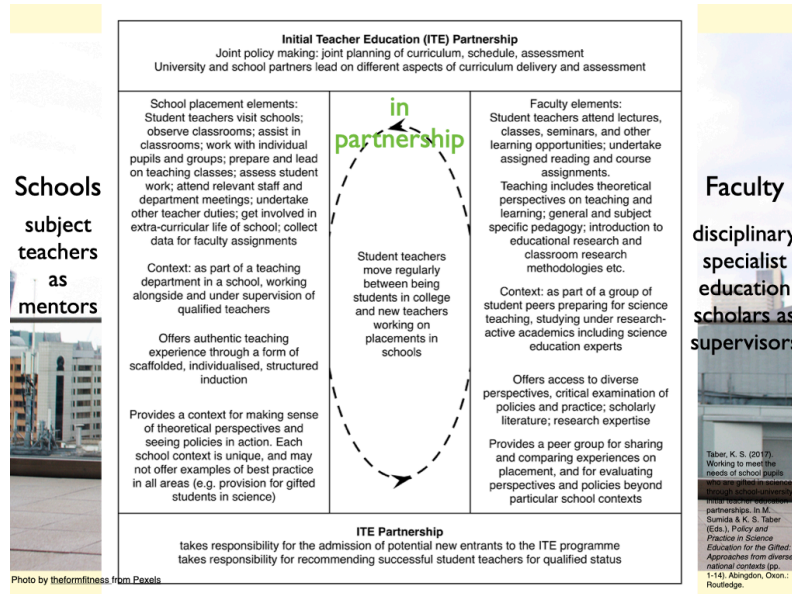 Initial Teacher Education (ITE) Partnership
Joint policy making: joint planning of curriculum, schedule, assessment
University and school partners lead on different aspects of curriculum delivery and assessment
Schools
subject
teachers
as
mentors
School placement elements:
Student teachers visit schools;
observe classrooms; assist in
classrooms; work with individual
pupils and groups; prepare and lead
on teaching classes; assess student
work; attend relevant staff and
department meetings; undertake
other teacher duties; get involved in
extra-curricular life of school; collect
data for faculty assignments
Context: as part of a teaching
department in a school, working
alongside and under supervision of
qualified teachers
Offers authentic teaching
experience through a form of
scaffolded, individualised, structured
induction
Provides a context for making sense
of theoretical perspectives and
seeing policies in action. Each
school context is unique, and may
not offer examples of best practice
in all areas (e.g. provision for gifted
students in science)
in
partnership
Student teachers
move regularly
between being
students in college
and new teachers
working on
placements in
schools
Faculty elements:
Student teachers attend lectures,
classes, seminars, and other
learning opportunities; undertake
assigned reading and course
assignments.
Teaching includes theoretical
perspectives on teaching and
learning; general and subject
specific pedagogy; introduction to
educational research and
classroom research
methodologies etc.
Context: as part of a group of
student peers preparing for science
teaching, studying under research-
active academics including science
education experts
Offers access to diverse
perspectives, critical examination of
policies and practice; scholarly
literature; research expertise
Provides a peer group for sharing
and comparing experiences on
placement, and for evaluating
perspectives and policies beyond
particular school contexts
Faculty
disciplinary
specialist
education
scholars as
supervisors
Taber, K. S. (2017).
Working to meet the
needs of school pupils
who are gifted in science
through school-university
initial teacher education
partnerships. In M.
Sumida & K. S. Taber
(Eds.), Policy and
Practice in Science
Education for the Gifted:
Approaches from diverse
national contexts (pp.
1-14). Abingdon, Oxon.:
Routledge.
ITE Partnership
takes responsibility for the admission of potential new entrants to the ITE programme
takes responsibility for recommending successful student teachers for qualified status
Photo by theformfitness from Pexels